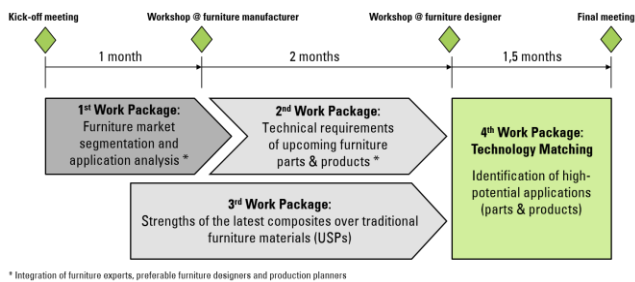 Kick-off meeting
Workshop @ furniture manufacturer
Workshop @ furniture designer
Final meeting
1 month
2 months
1,5 months
1st Work Package:
Furniture market
segmentation and
application analysis *
2nd Work Package:
Technical requirements
of upcoming furniture
parts & products *
3rd Work Package:
Strengths of the latest composites over traditional
furniture materials (USPs)
4th Work Package:
Technology Matching
Identification of high-
potential applications
(parts & products)
* Integration of furniture experts, preferable furniture designers and production planners